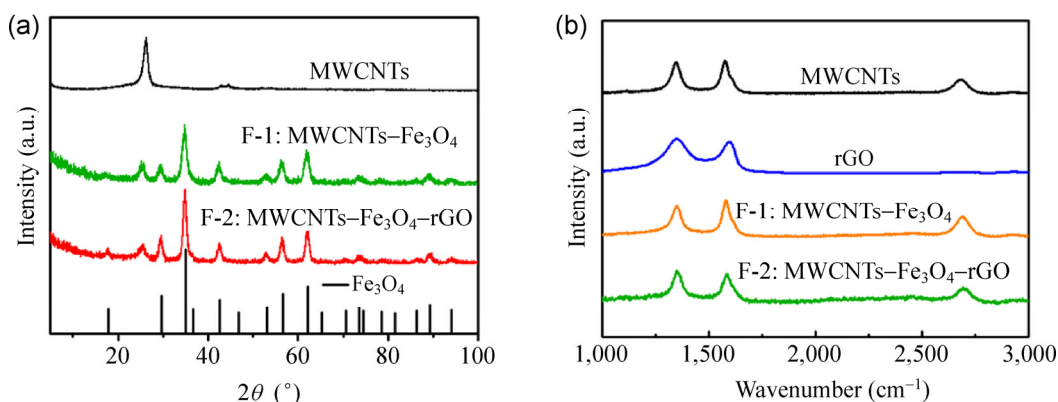 (a)
Intensity (a.u.)
MWCNTs
F-1: MWCNTs–Fe₃O₄
F-2: MWCNTs–Fe₃O₄–rGO
Fe₃O₄
20 40 60 80 100
2θ (°)
(b)
Intensity (a.u.)
MWCNTs
rGO
F-1: MWCNTs–Fe₃O₄
F-2: MWCNTs–Fe₃O₄–rGO
1,000 1,500 2,000 2,500 3,000
Wavenumber (cm⁻¹)